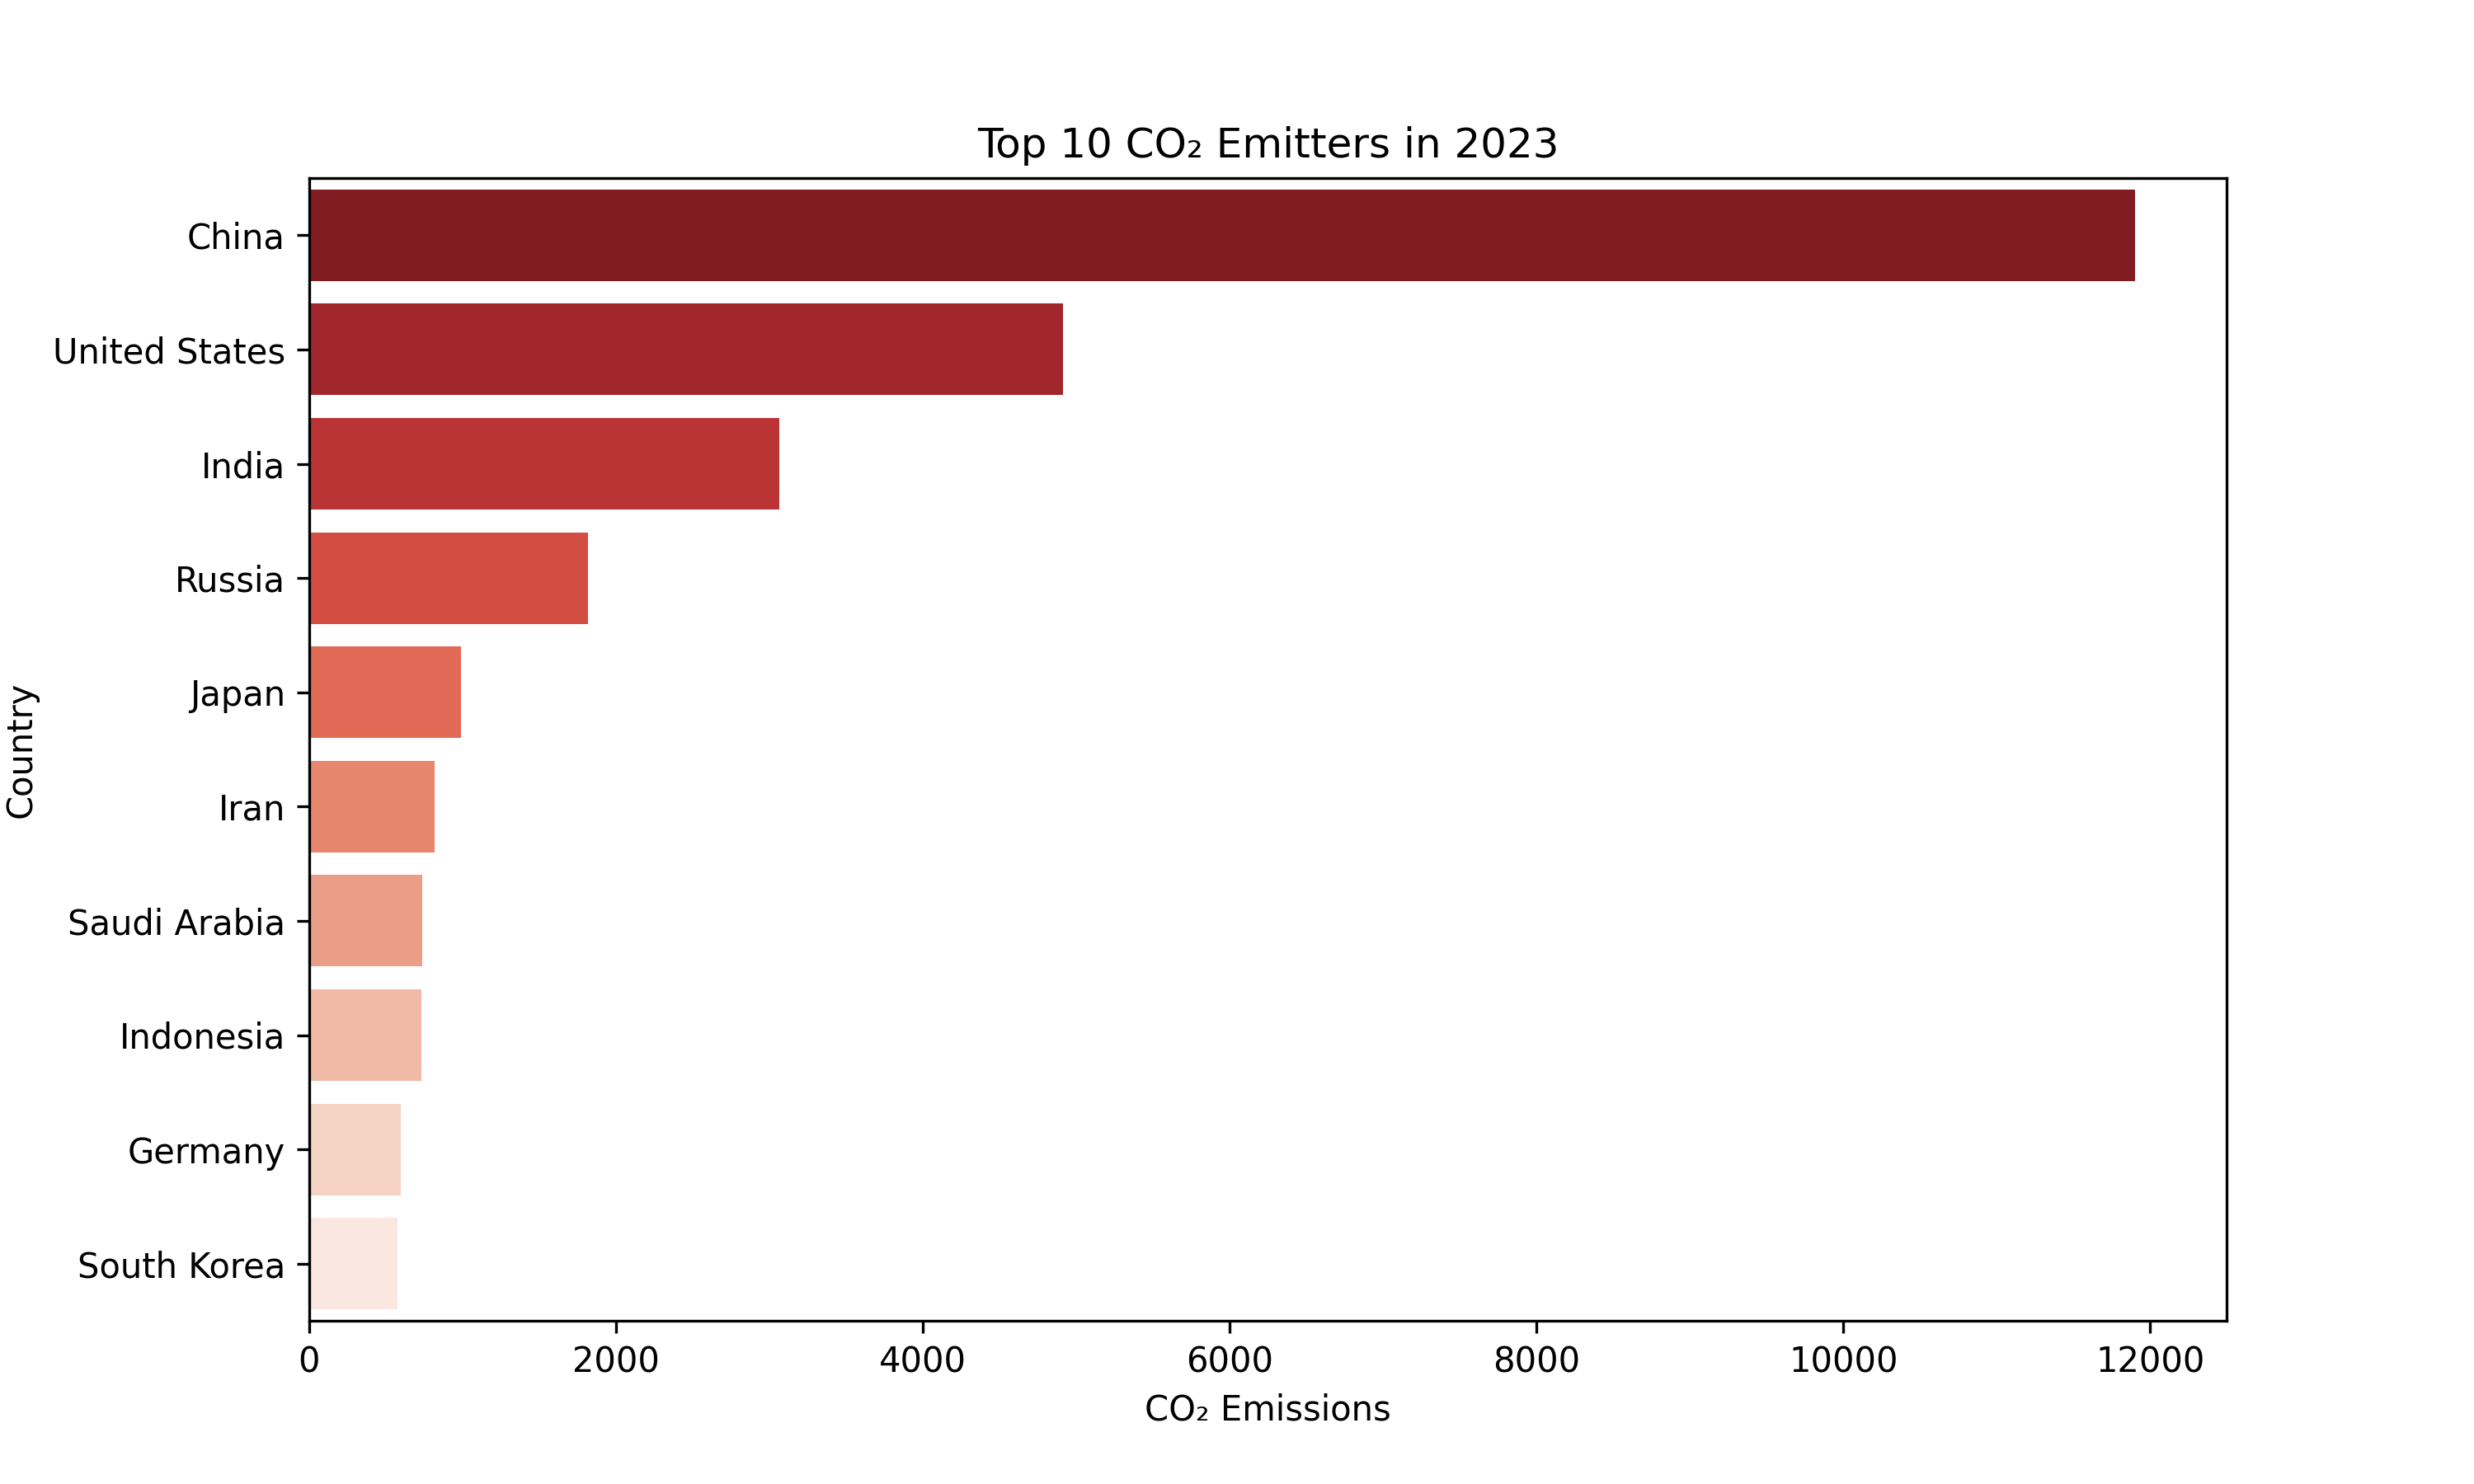 Top 10 CO₂ Emitters in 2023
China
United States
India
Russia
Japan
Iran
Saudi Arabia
Indonesia
Germany
South Korea
Country
0 2000 4000 6000 8000 10000 12000
CO₂ Emissions